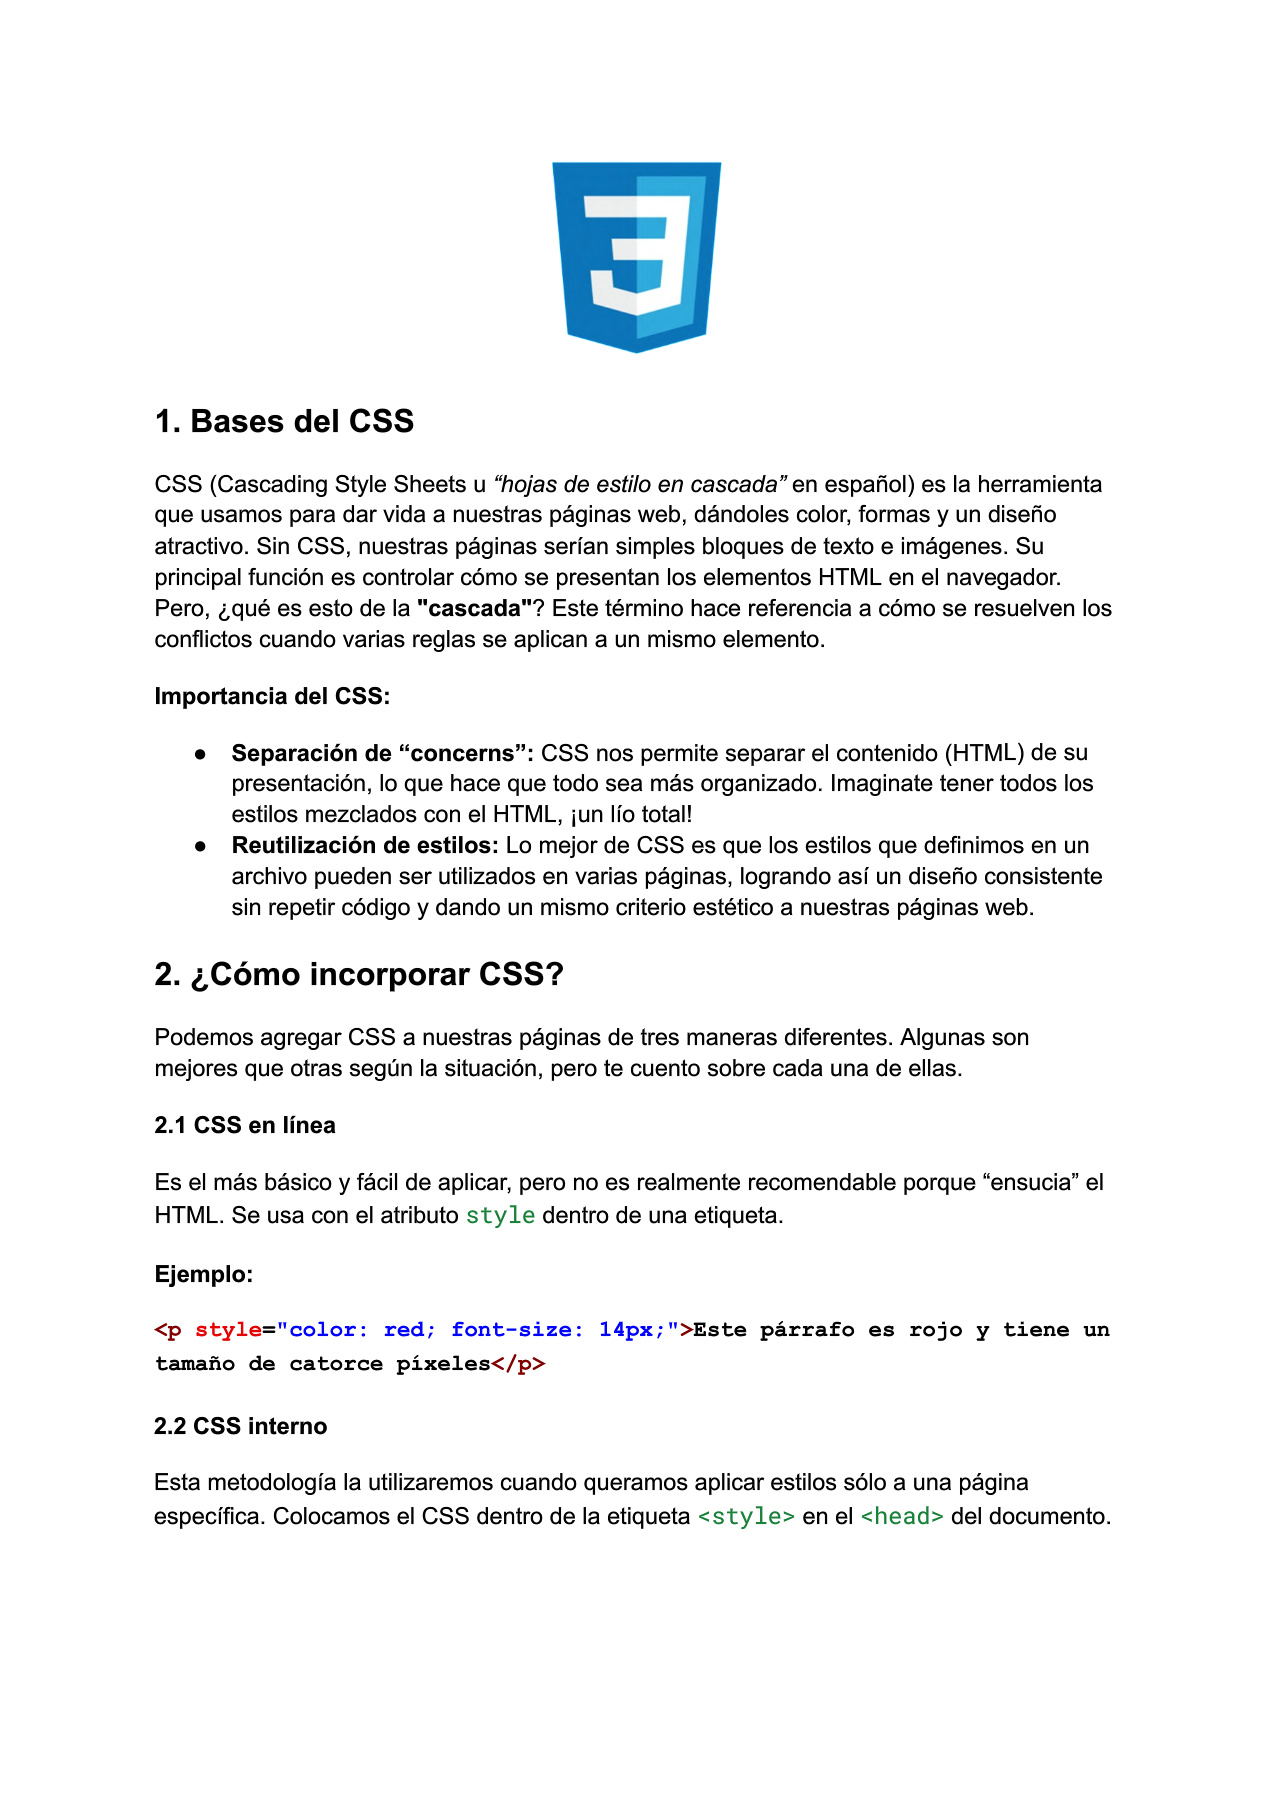 1. Bases del CSS
CSS (Cascading Style Sheets u “hojas de estilo en cascada” en español) es la herramienta
que usamos para dar vida a nuestras páginas web, dándoles color, formas y un diseño
atractivo. Sin CSS, nuestras páginas serían simples bloques de texto e imágenes. Su
principal función es controlar cómo se presentan los elementos HTML en el navegador.
Pero, ¿qué es esto de la "cascada"? Este término hace referencia a cómo se resuelven los
conflictos cuando varias reglas se aplican a un mismo elemento.
Importancia del CSS:
● Separación de “concerns”: CSS nos permite separar el contenido (HTML) de su
presentación, lo que hace que todo sea más organizado. Imaginate tener todos los
estilos mezclados con el HTML, ¡un lío total!
● Reutilización de estilos: Lo mejor de CSS es que los estilos que definimos en un
archivo pueden ser utilizados en varias páginas, logrando así un diseño consistente
sin repetir código y dando un mismo criterio estético a nuestras páginas web.
2. ¿Cómo incorporar CSS?
Podemos agregar CSS a nuestras páginas de tres maneras diferentes. Algunas son
mejores que otras según la situación, pero te cuento sobre cada una de ellas.
2.1 CSS en línea
Es el más básico y fácil de aplicar, pero no es realmente recomendable porque “ensucia” el
HTML. Se usa con el atributo style dentro de una etiqueta.
Ejemplo:
<p style="color: red; font-size: 14px;">Este párrafo es rojo y tiene un
tamaño de catorce píxeles</p>
2.2 CSS interno
Esta metodología la utilizaremos cuando queramos aplicar estilos sólo a una página
específica. Colocamos el CSS dentro de la etiqueta <style> en el <head> del documento.